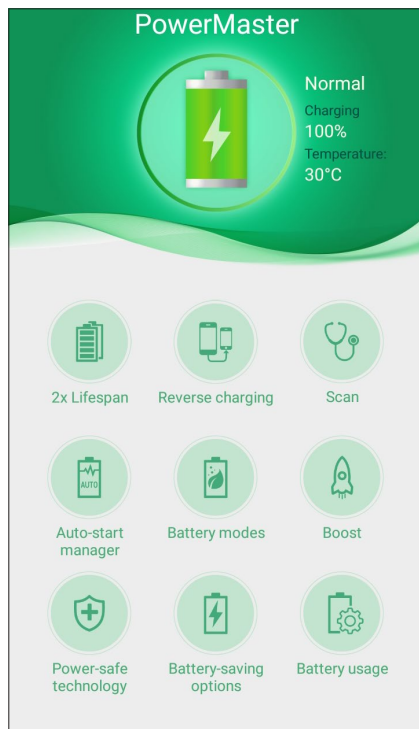 PowerMaster
Normal
Charging
100%
Temperature:
30°C
2x Lifespan
Reverse charging
Scan
AUTO
Auto-start
manager
Battery modes
Boost
Power-safe
technology
Battery-saving
options
Battery usage